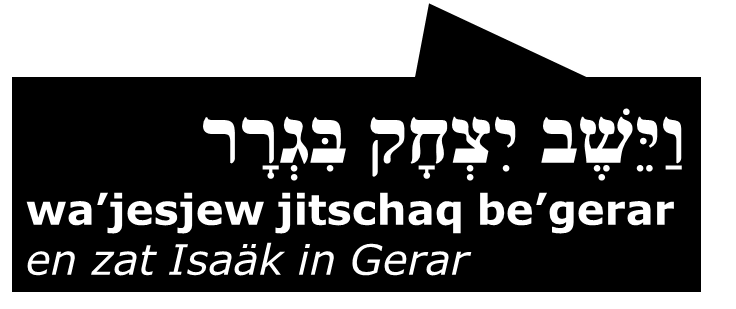 וַיֵּשֶׁב יִצְחָק בִּגְרָר
wa’jesjew jitschaq be’gerar
en zat Isaäk in Gerar